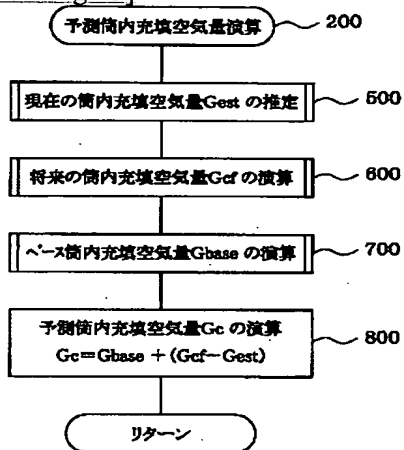 予測筒内充填空気量演算
200
現在の筒内充填空気量Gest の推定
500
将来の筒内充填空気量Gcf の演算
600
ベース筒内充填空気量Gbase の演算
700
予測筒内充填空気量Gc の演算
Gc=Gbase +(Gcf-Gest)
800
リターン